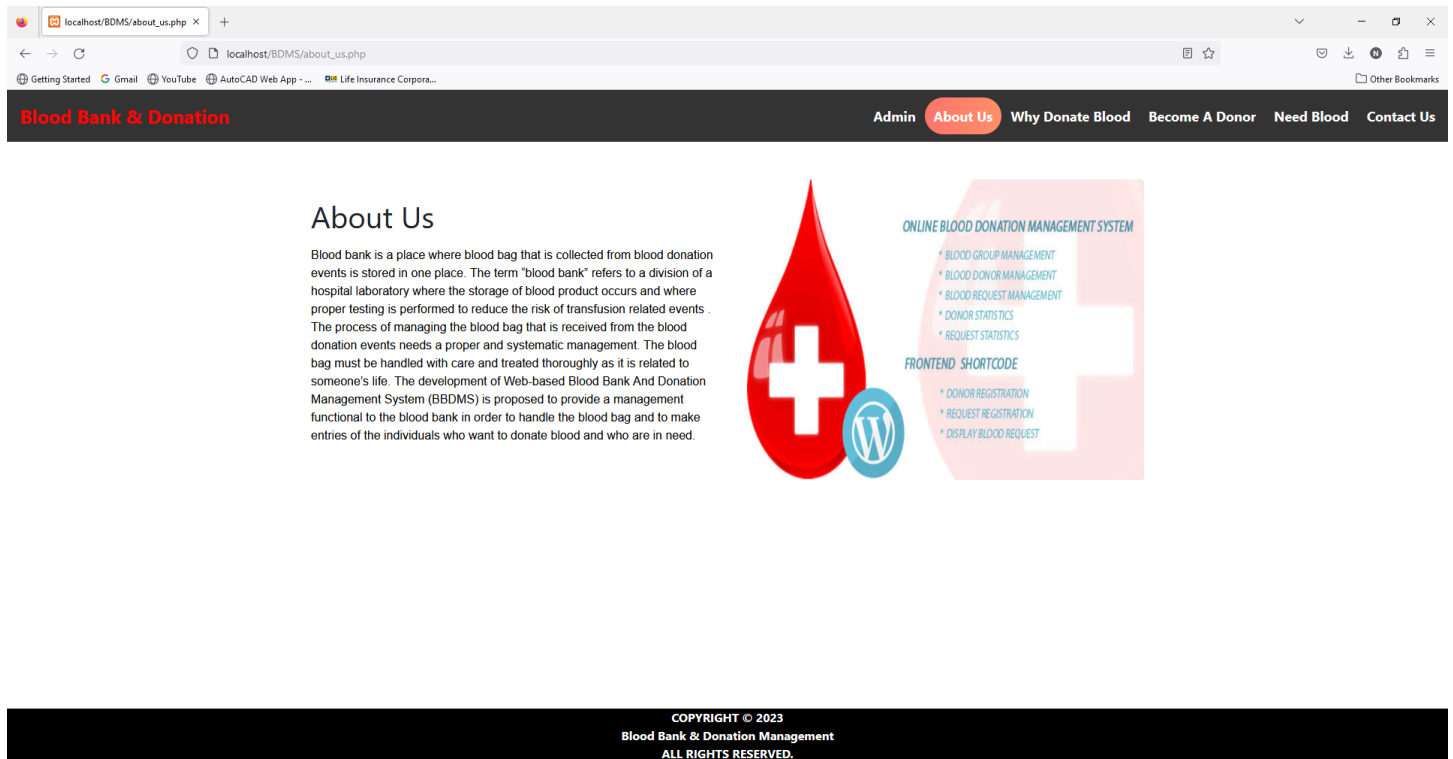 localhost/BDMS/about_us.php
localhost/BDMS/about_us.php
Getting Started Gmail YouTube AutoCAD Web App - ... Life Insurance Corpora... Other Bookmarks
Blood Bank & Donation Admin About Us Why Donate Blood Become A Donor Need Blood Contact Us
About Us
Blood bank is a place where blood bag that is collected from blood donation
events is stored in one place. The term “blood bank” refers to a division of a
hospital laboratory where the storage of blood product occurs and where
proper testing is performed to reduce the risk of transfusion related events .
The process of managing the blood bag that is received from the blood
donation events needs a proper and systematic management. The blood
bag must be handled with care and treated thoroughly as it is related to
someone's life. The development of Web-based Blood Bank And Donation
Management System (BBDMS) is proposed to provide a management
functional to the blood bank in order to handle the blood bag and to make
entries of the individuals who want to donate blood and who are in need.
ONLINE BLOOD DONATION MANAGEMENT SYSTEM
* BLOOD GROUP MANAGEMENT
* BLOOD DONOR MANAGEMENT
* BLOOD REQUEST MANAGEMENT
* DONOR STATISTICS
* REQUEST STATISTICS
FRONTEND SHORTCODE
* DONOR REGISTRATION
* REQUEST REGISTRATION
* DISPLAY BLOOD REQUEST
COPYRIGHT © 2023
Blood Bank & Donation Management
ALL RIGHTS RESERVED.